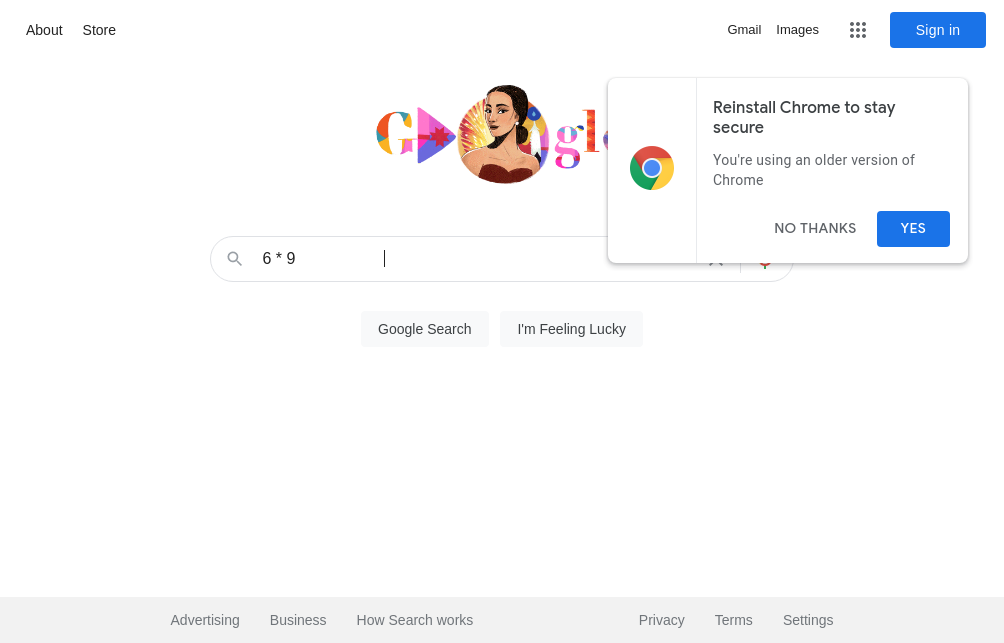 About Store Gmail Images Sign in
G gl
Reinstall Chrome to stay
secure
You're using an older version of
Chrome
NO THANKS YES
6 * 9
Google Search I'm Feeling Lucky
Advertising Business How Search works Privacy Terms Settings